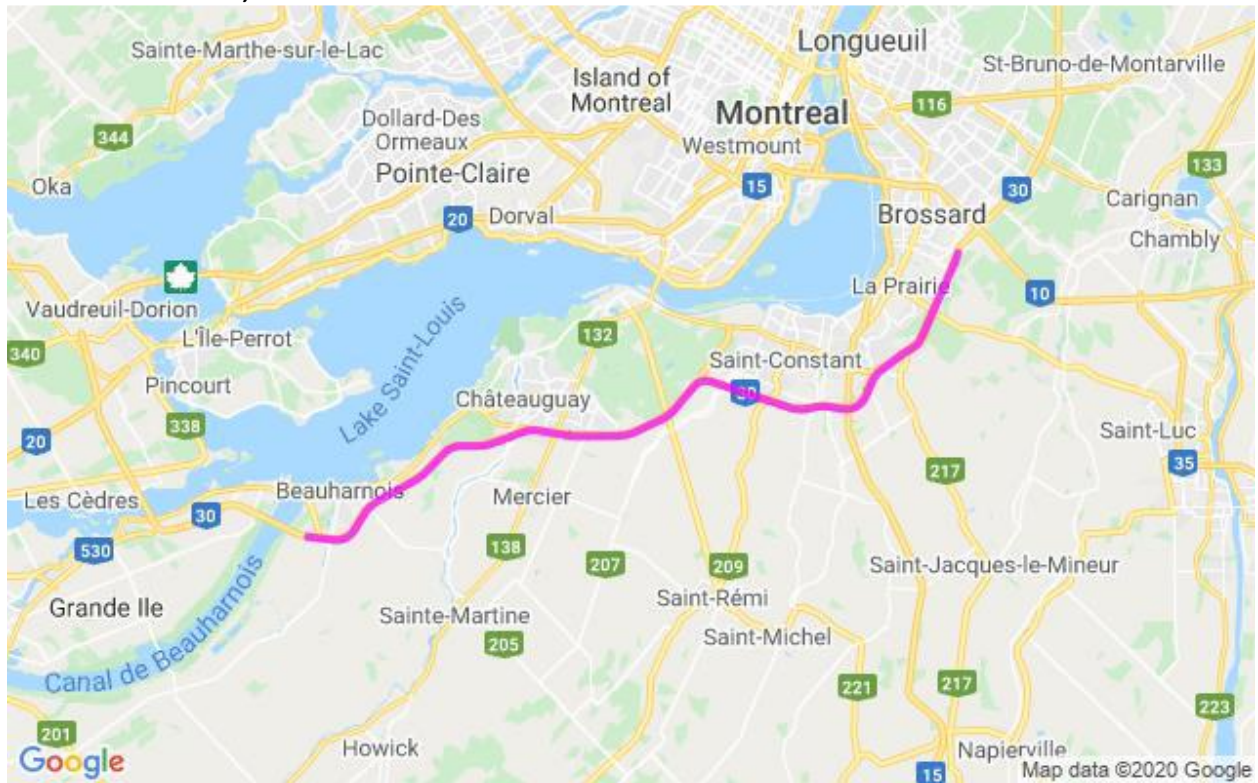 Sainte-Marthe-sur-le-Lac
Longueuil
St-Bruno-de-Montarville
Island of
Montreal
116
Montreal
344
Dollard-Des
Ormeaux
Westmount
133
Pointe-Claire
15
30
Oka
Carignan
20
Dorval
Brossard
Chambly
Vaudreuil-Dorion
La Prairie
10
L'Île-Perrot
132
340
Lake Saint-Louis
Saint-Constant
Pincourt
Châteauguay
30
338
20
Saint-Luc
35
217
Beauharnois
Mercier
Les Cèdres
30
530
138
207
209
Saint-Jacques-le-Mineur
Grande Ile
Saint-Rémi
Sainte-Martine
205
Saint-Michel
Canal de Beauharnois
221
217
223
201
Howick
Napierville
Google
15
Map data ©2020 Google